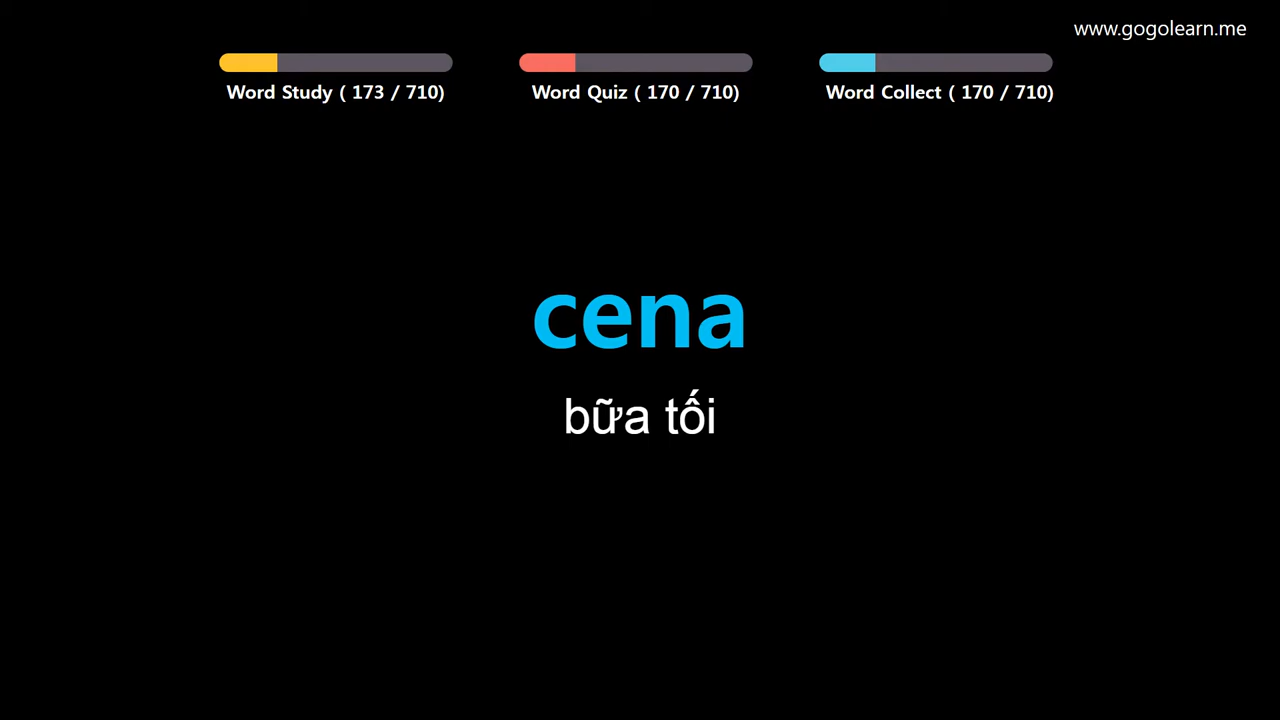 www.gogolearn.me
Word Study ( 173 / 710)
Word Quiz ( 170 / 710)
Word Collect ( 170 / 710)
cena
bữa tối